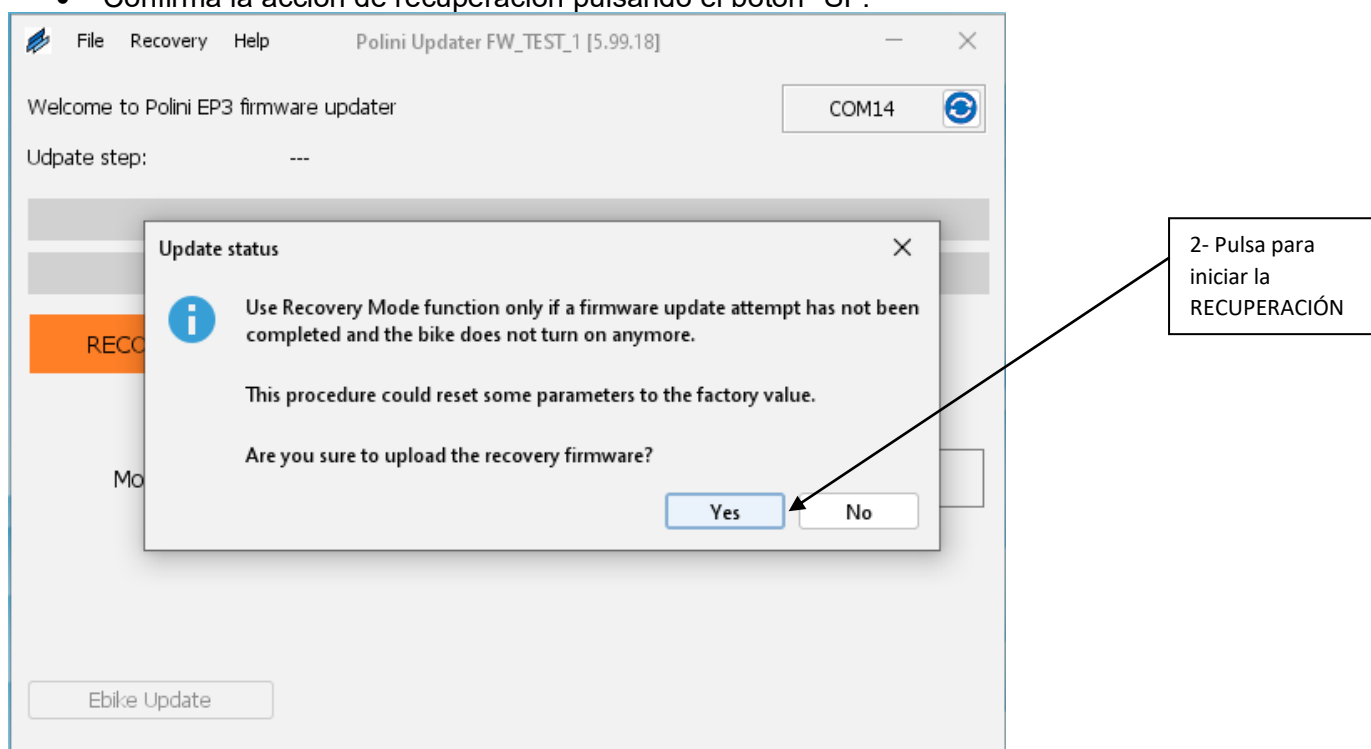 • Confirma la acción de recuperación pulsando el botón "SI".
File Recovery Help Polini Updater FW_TEST_1 [5.99.18]
Welcome to Polini EP3 firmware updater
COM14
Udpate step: ---
Update status
Use Recovery Mode function only if a firmware update attempt has not been
completed and the bike does not turn on anymore.
This procedure could reset some parameters to the factory value.
Are you sure to upload the recovery firmware?
Yes No
RECO
Mo
Ebike Update
2- Pulsa para
iniciar la
RECUPERACIÓN